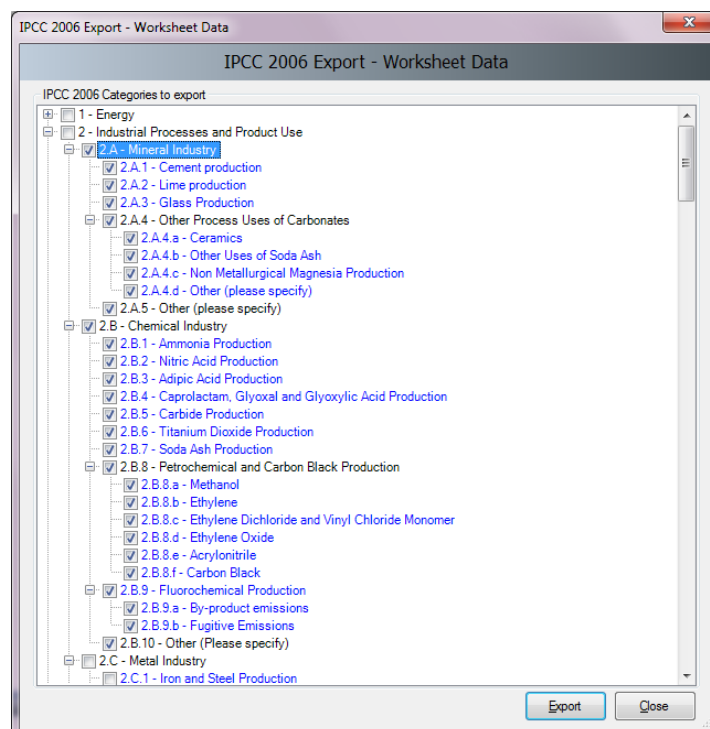 IPCC 2006 Export - Worksheet Data
IPCC 2006 Export - Worksheet Data
IPCC 2006 Categories to export
1 - Energy
2 - Industrial Processes and Product Use
2.A - Mineral Industry
2.A.1 - Cement production
2.A.2 - Lime production
2.A.3 - Glass Production
2.A.4 - Other Process Uses of Carbonates
2.A.4.a - Ceramics
2.A.4.b - Other Uses of Soda Ash
2.A.4.c - Non Metallurgical Magnesia Production
2.A.4.d - Other (please specify)
2.A.5 - Other (please specify)
2.B - Chemical Industry
2.B.1 - Ammonia Production
2.B.2 - Nitric Acid Production
2.B.3 - Adipic Acid Production
2.B.4 - Caprolactam, Glyoxal and Glyoxylic Acid Production
2.B.5 - Carbide Production
2.B.6 - Titanium Dioxide Production
2.B.7 - Soda Ash Production
2.B.8 - Petrochemical and Carbon Black Production
2.B.8.a - Methanol
2.B.8.b - Ethylene
2.B.8.c - Ethylene Dichloride and Vinyl Chloride Monomer
2.B.8.d - Ethylene Oxide
2.B.8.e - Acrylonitrile
2.B.8.f - Carbon Black
2.B.9 - Fluorochemical Production
2.B.9.a - By-product emissions
2.B.9.b - Fugitive Emissions
2.B.10 - Other (Please specify)
2.C - Metal Industry
2.C.1 - Iron and Steel Production
Export Close